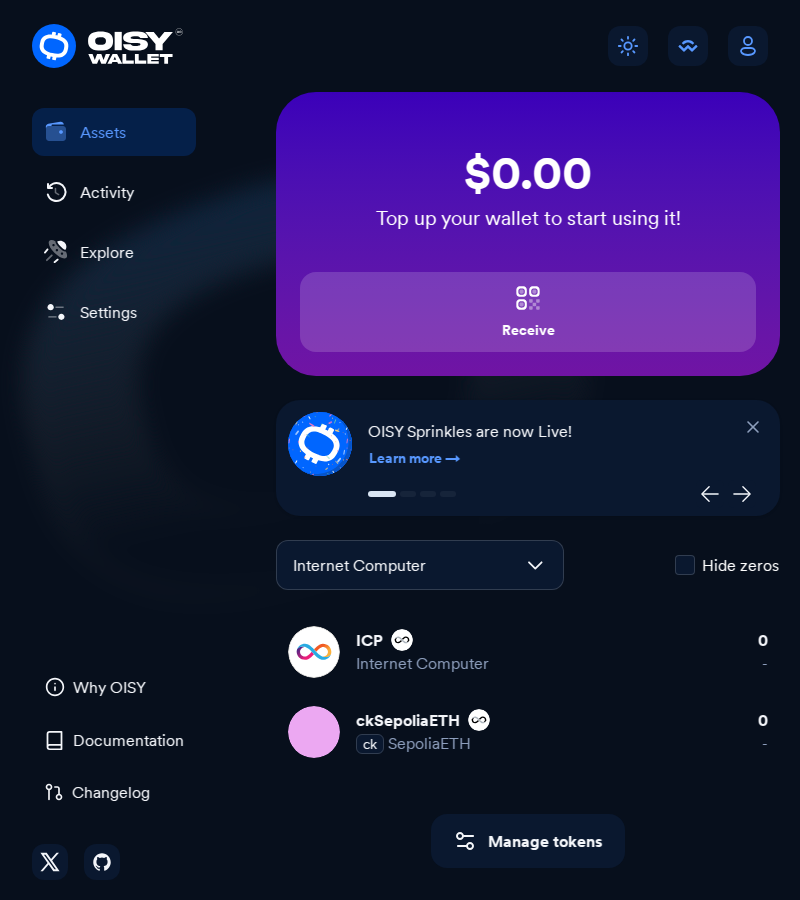 OISY
WALLET
Assets
Activity
Explore
Settings
$0.00
Top up your wallet to start using it!
Receive
OISY Sprinkles are now Live!
Learn more →
Internet Computer
Hide zeros
ICP
0
Internet Computer
-
ckSepoliaETH
0
ck SepoliaETH
-
Manage tokens
Why OISY
Documentation
Changelog